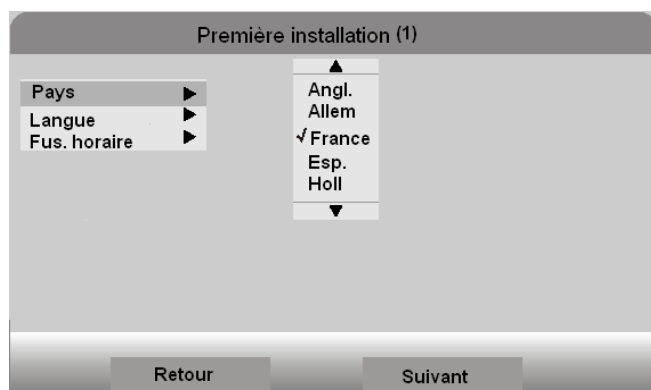 Première installation (1)
Pays
Langue
Fus. horaire
Angl.
Allem
√ France
Esp.
Holl
Retour
Suivant